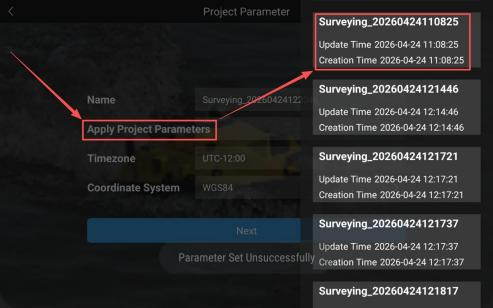 Project Parameter
Name
Surveying_2026042412
Apply Project Parameters
Timezone
UTC-12:00
Coordinate System
WGS84
Next
Parameter Set Unsuccessfully
Surveying_20260424110825
Update Time 2026-04-24 11:08:25
Creation Time 2026-04-24 11:08:25
Surveying_20260424121446
Update Time 2026-04-24 12:14:46
Creation Time 2026-04-24 12:14:46
Surveying_20260424121721
Update Time 2026-04-24 12:17:21
Creation Time 2026-04-24 12:17:21
Surveying_20260424121737
Update Time 2026-04-24 12:17:37
Creation Time 2026-04-24 12:17:37
Surveying_20260424121817